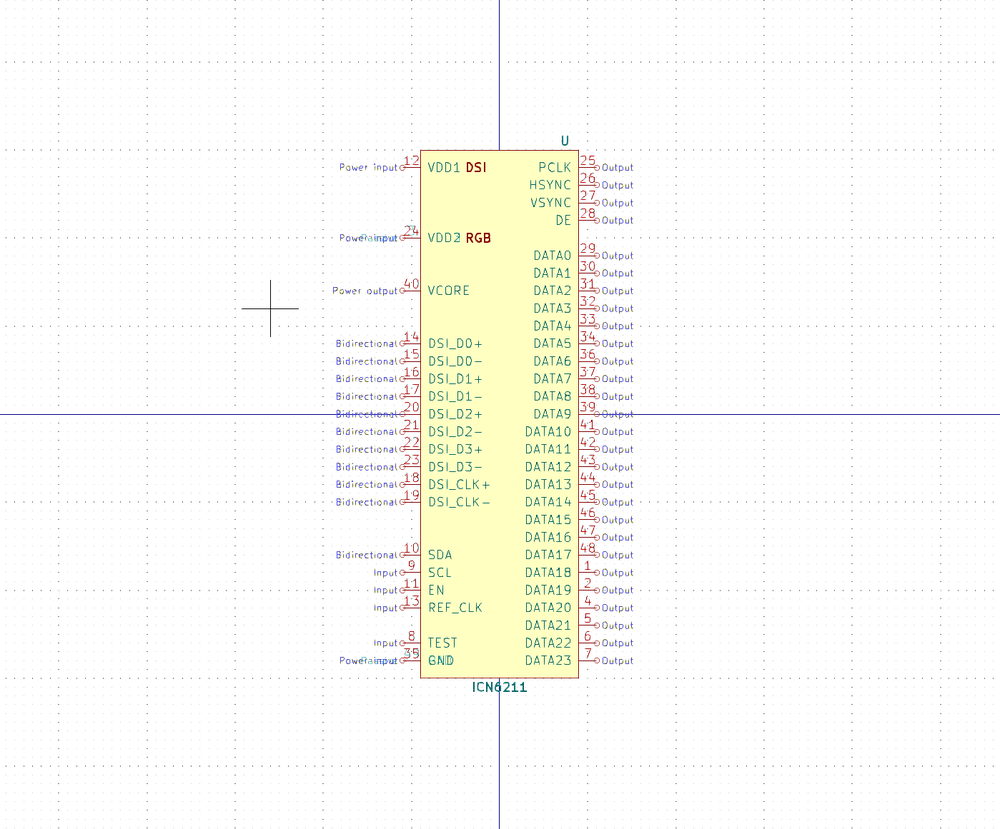 U
Power input 12 VDD1 DSI PCLK 25 Output
HSYNC 26 Output
VSYNC 27 Output
DE 28 Output
Power input 24 VDD2 RGB
DATA0 29 Output
DATA1 30 Output
Power output 40 VCORE DATA2 31 Output
DATA3 32 Output
DATA4 33 Output
Bidirectional 14 DSI_D0+ DATA5 34 Output
Bidirectional 15 DSI_D0- DATA6 36 Output
Bidirectional 16 DSI_D1+ DATA7 37 Output
Bidirectional 17 DSI_D1- DATA8 38 Output
Bidirectional 20 DSI_D2+ DATA9 39 Output
Bidirectional 21 DSI_D2- DATA10 41 Output
Bidirectional 22 DSI_D3+ DATA11 42 Output
Bidirectional 23 DSI_D3- DATA12 43 Output
Bidirectional 18 DSI_CLK+ DATA13 44 Output
Bidirectional 19 DSI_CLK- DATA14 45 Output
DATA15 46 Output
DATA16 47 Output
Bidirectional 10 SDA DATA17 48 Output
Input 9 SCL DATA18 1 Output
Input 11 EN DATA19 2 Output
Input 13 REF_CLK DATA20 4 Output
DATA21 5 Output
Input 8 TEST DATA22 6 Output
Power input 35 GND DATA23 7 Output
ICN6211